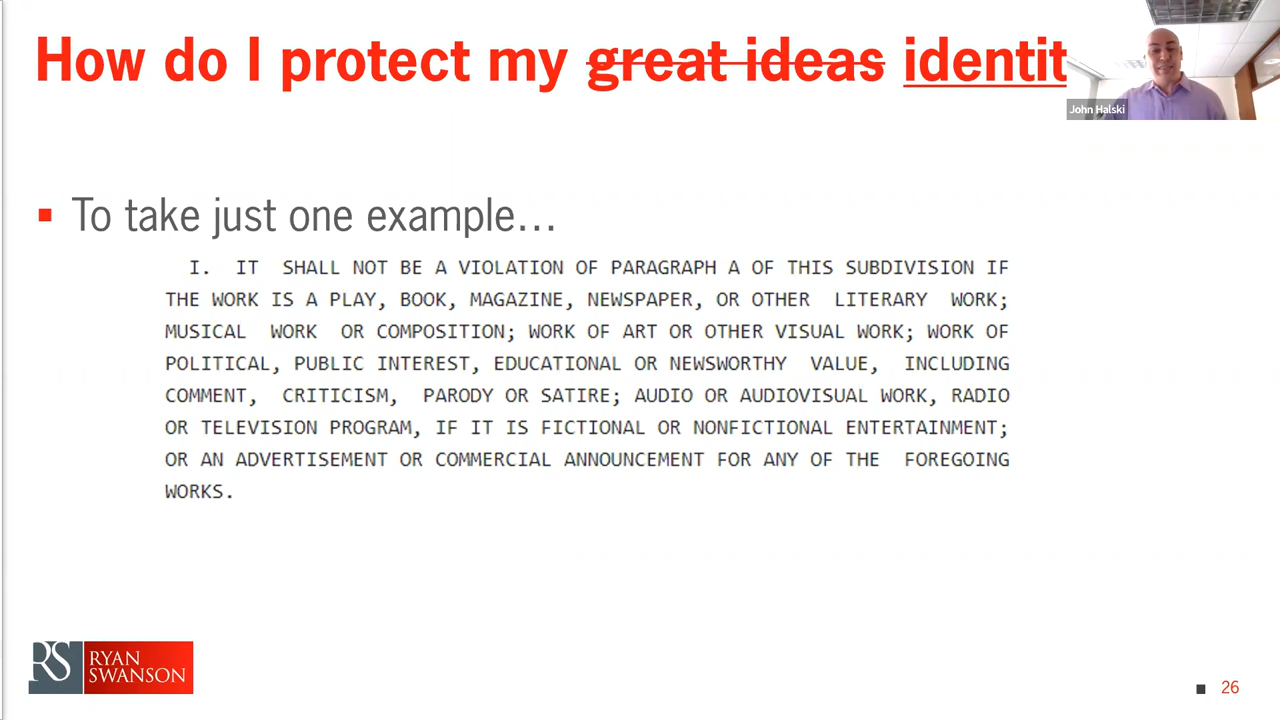 How do I protect my great ideas identit
John Halski
To take just one example...
I. IT SHALL NOT BE A VIOLATION OF PARAGRAPH A OF THIS SUBDIVISION IF
THE WORK IS A PLAY, BOOK, MAGAZINE, NEWSPAPER, OR OTHER LITERARY WORK;
MUSICAL WORK OR COMPOSITION; WORK OF ART OR OTHER VISUAL WORK; WORK OF
POLITICAL, PUBLIC INTEREST, EDUCATIONAL OR NEWSWORTHY VALUE, INCLUDING
COMMENT, CRITICISM, PARODY OR SATIRE; AUDIO OR AUDIOVISUAL WORK, RADIO
OR TELEVISION PROGRAM, IF IT IS FICTIONAL OR NONFICTIONAL ENTERTAINMENT;
OR AN ADVERTISEMENT OR COMMERCIAL ANNOUNCEMENT FOR ANY OF THE FOREGOING
WORKS.
RS RYAN
SWANSON
26